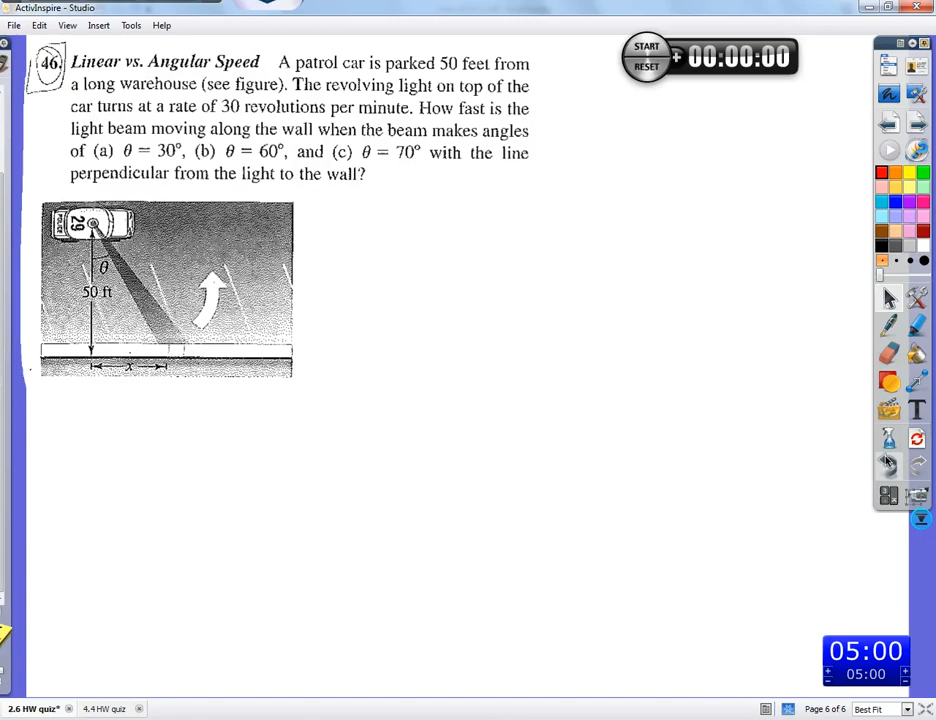 ActivInspire - Studio
File Edit View Insert Tools Help
46. Linear vs. Angular Speed A patrol car is parked 50 feet from
a long warehouse (see figure). The revolving light on top of the
car turns at a rate of 30 revolutions per minute. How fast is the
light beam moving along the wall when the beam makes angles
of (a) θ = 30°, (b) θ = 60°, and (c) θ = 70° with the line
perpendicular from the light to the wall?
START
RESET
00:00:00
POLICE
29
θ
50 ft
x
T
05:00
05:00
2.6 HW quiz* 4.4 HW quiz
Page 6 of 6 Best Fit